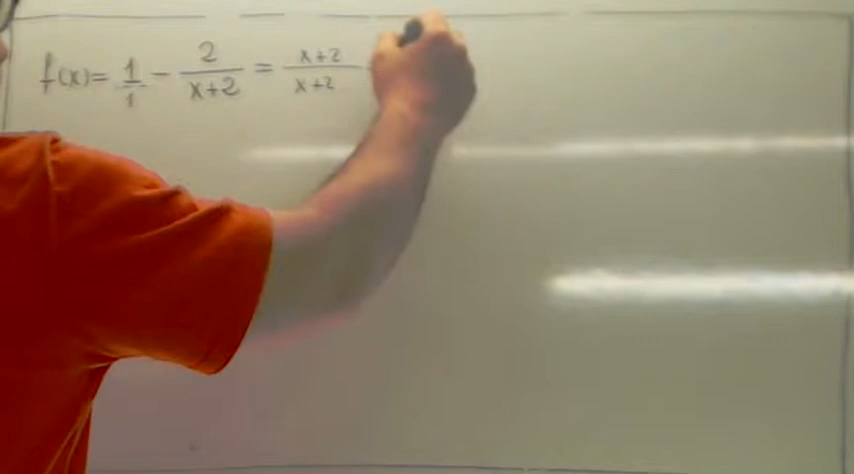 f(x) = 1/1 - 2/(x+2) = (x+2)/(x+2)